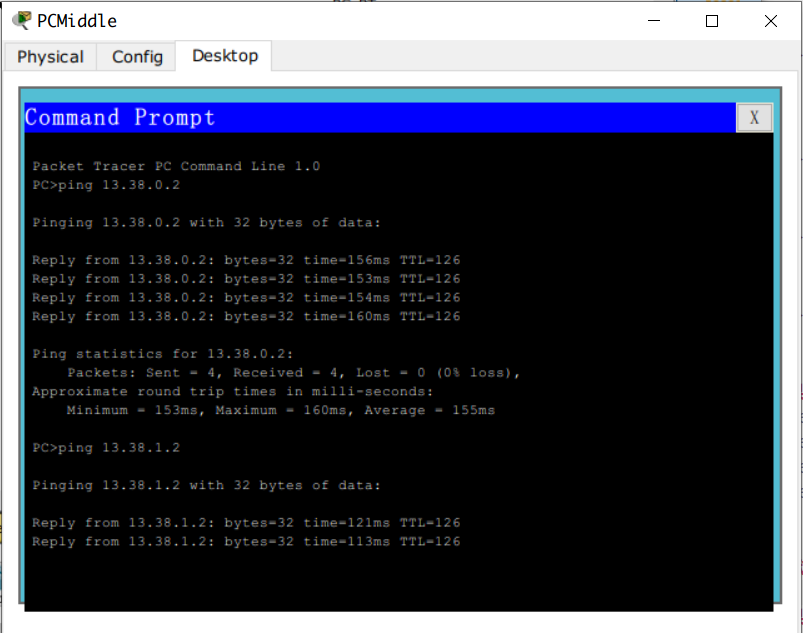 PCMiddle
Physical Config Desktop
Command Prompt X
Packet Tracer PC Command Line 1.0
PC>ping 13.38.0.2
Pinging 13.38.0.2 with 32 bytes of data:
Reply from 13.38.0.2: bytes=32 time=156ms TTL=126
Reply from 13.38.0.2: bytes=32 time=153ms TTL=126
Reply from 13.38.0.2: bytes=32 time=154ms TTL=126
Reply from 13.38.0.2: bytes=32 time=160ms TTL=126
Ping statistics for 13.38.0.2:
Packets: Sent = 4, Received = 4, Lost = 0 (0% loss),
Approximate round trip times in milli-seconds:
Minimum = 153ms, Maximum = 160ms, Average = 155ms
PC>ping 13.38.1.2
Pinging 13.38.1.2 with 32 bytes of data:
Reply from 13.38.1.2: bytes=32 time=121ms TTL=126
Reply from 13.38.1.2: bytes=32 time=113ms TTL=126